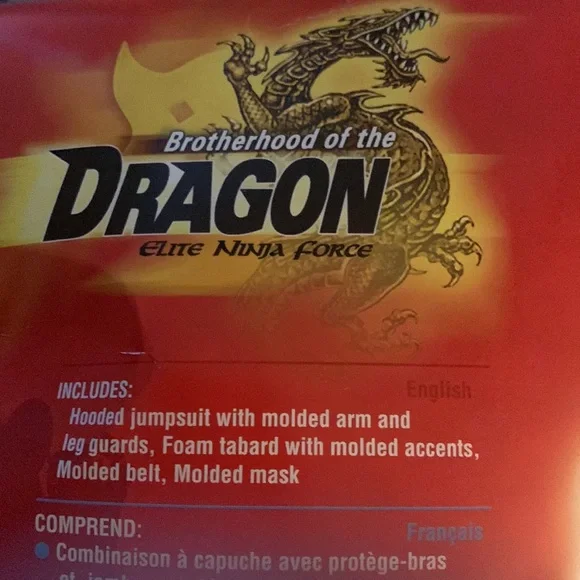 Brotherhood of the
DRAGON
ELITE NINJA FORCE
INCLUDES: English
Hooded jumpsuit with molded arm and
leg guards, Foam tabard with molded accents,
Molded belt, Molded mask
COMPREND: Français
Combinaison à capuche avec protège-bras
et